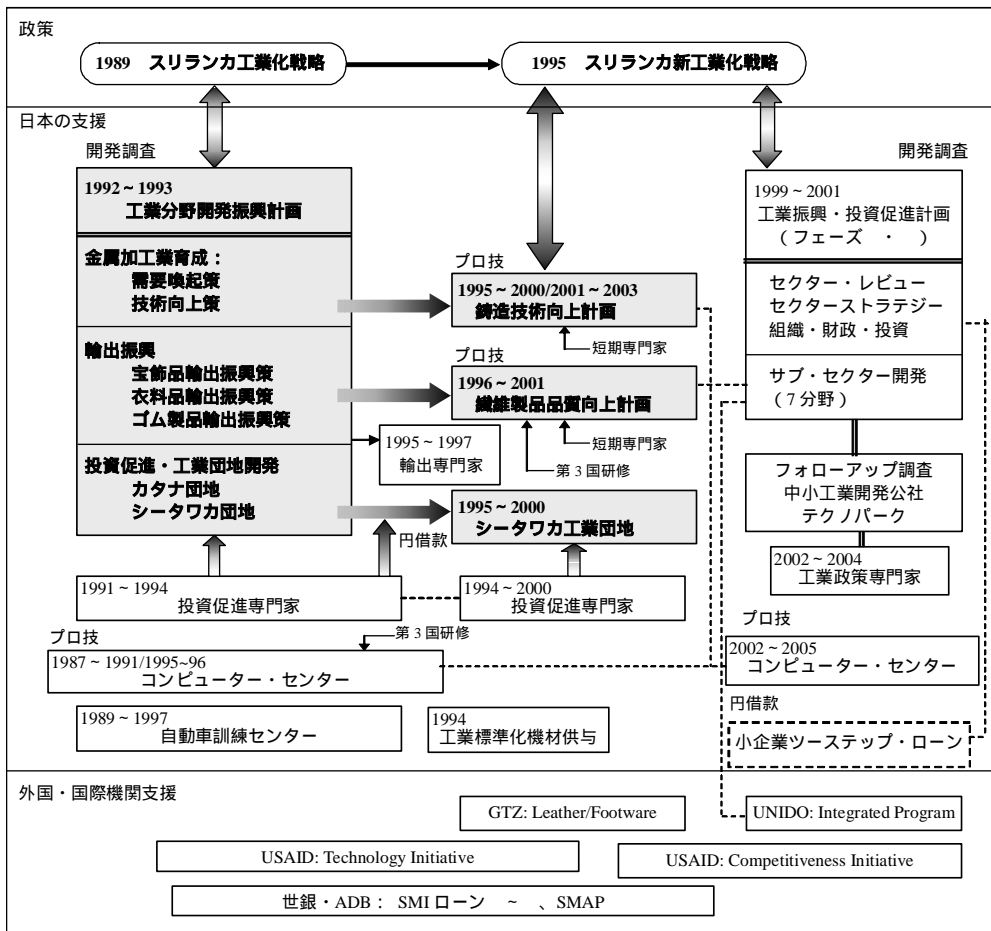 政策
1989 スリランカ工業化戦略
1995 スリランカ新工業化戦略
日本の支援
開発調査
1992~1993
工業分野開発振興計画
金属加工業育成:
需要喚起策
技術向上策
輸出振興
宝飾品輸出振興策
衣料品輸出振興策
ゴム製品輸出振興策
投資促進・工業団地開発
カタナ団地
シータワカ団地
プロ技
1995~2000/2001~2003
鋳造技術向上計画
短期専門家
プロ技
1996~2001
繊維製品品質向上計画
短期専門家
第3国研修
1995~1997
輸出専門家
円借款
1995~2000
シータワカ工業団地
1991~1994
投資促進専門家
1994~2000
投資促進専門家
プロ技
第3国研修
1987~1991/1995~96
コンピューター・センター
1989~1997
自動車訓練センター
1994
工業標準化機材供与
開発調査
1999~2001
工業振興・投資促進計画
(フェーズ ・ )
セクター・レビュー
セクターストラテジー
組織・財政・投資
サブ・セクター開発
(7分野)
フォローアップ調査
中小工業開発公社
テクノパーク
2002~2004
工業政策専門家
プロ技
2002~2005
コンピューター・センター
円借款
小企業ツーステップ・ローン
外国・国際機関支援
GTZ: Leather/Footware
UNIDO: Integrated Program
USAID: Technology Initiative
USAID: Competitiveness Initiative
世銀・ADB: SMI ローン ~ 、SMAP